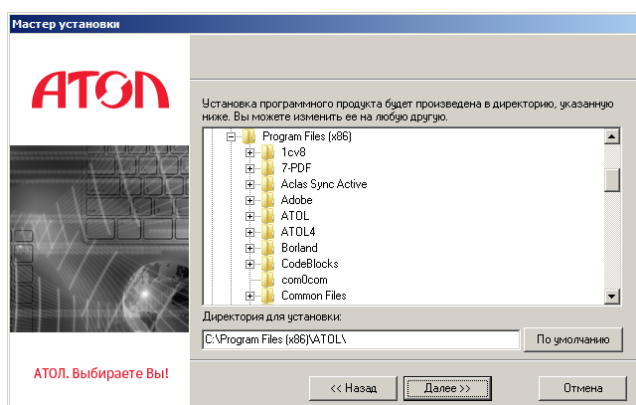 Мастер установки
АТОЛ
Установка программного продукта будет произведена в директорию, указанную
ниже. Вы можете изменить ее на любую другую.
Program Files (x86)
1cv8
7-PDF
Aclas Sync Active
Adobe
ATOL
ATOL4
Borland
CodeBlocks
com0com
Common Files
Директория для установки:
C:\Program Files (x86)\ATOL\
По умолчанию
АТОЛ. Выбираете Вы!
<< Назад
Далее >>
Отмена